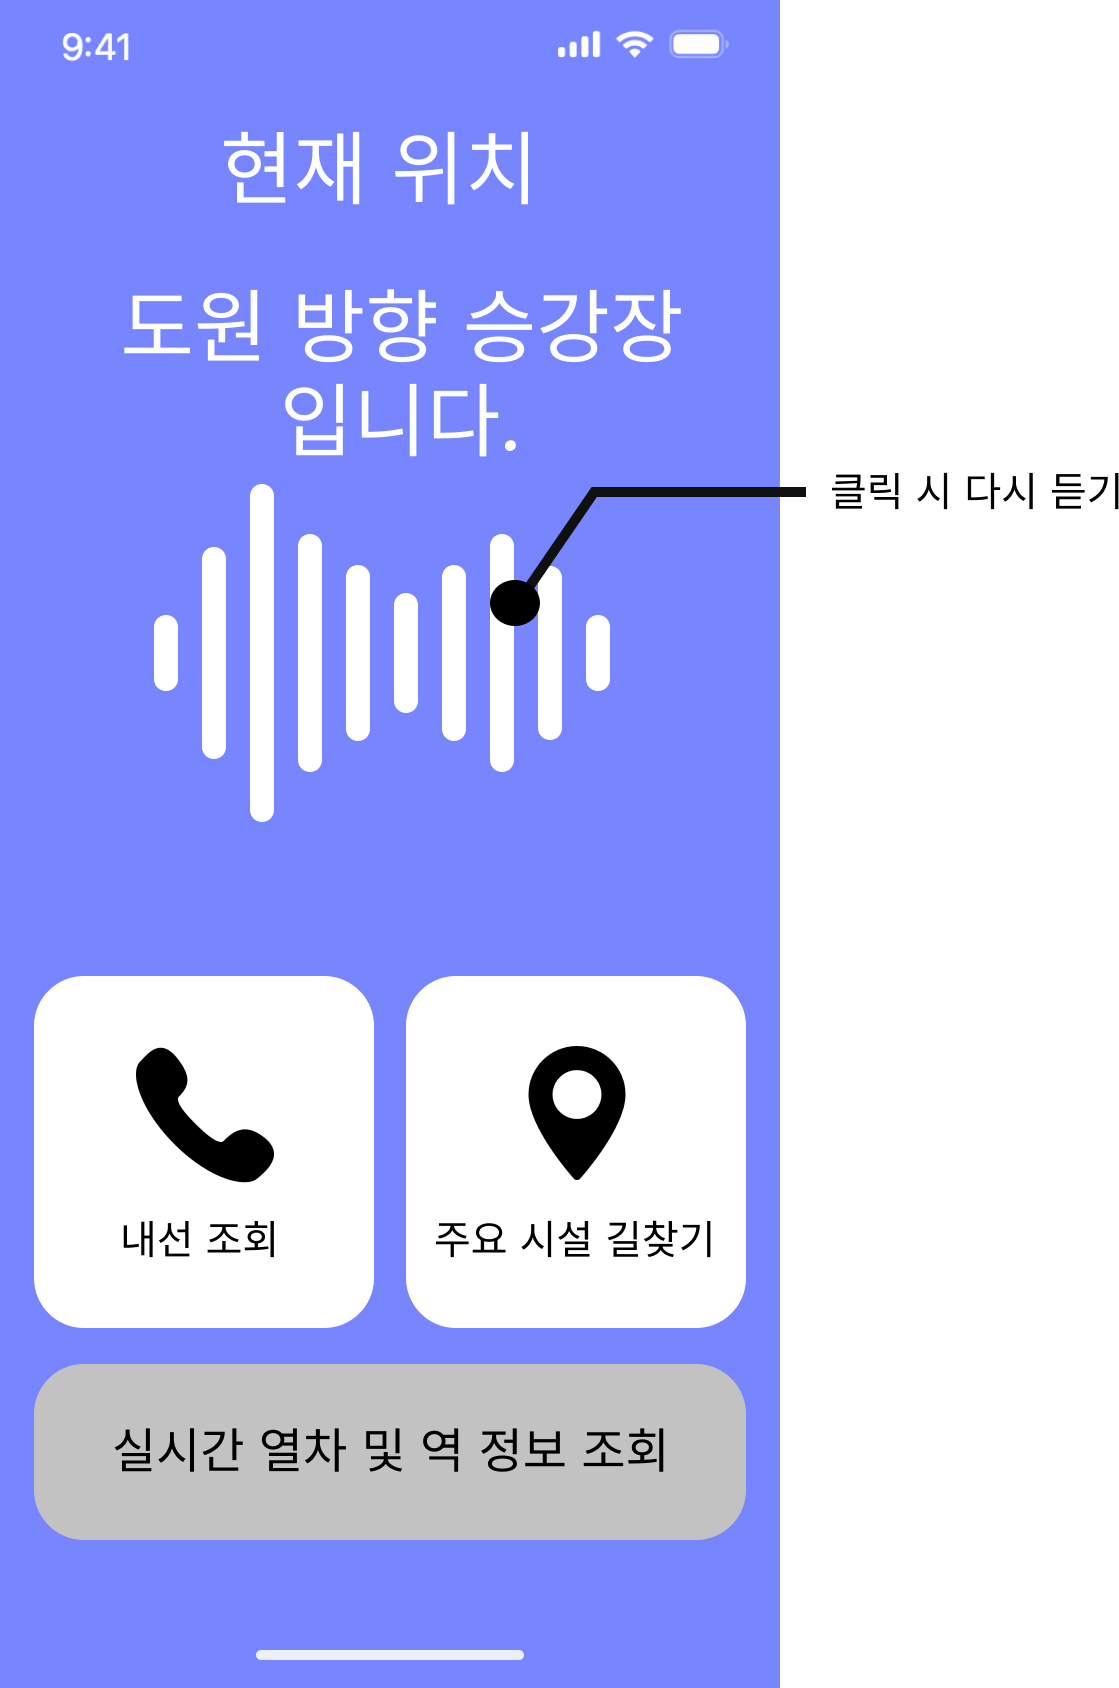 9:41
현재 위치
도원 방향 승강장
입니다.
클릭 시 다시 듣기
내선 조회
주요 시설 길찾기
실시간 열차 및 역 정보 조회